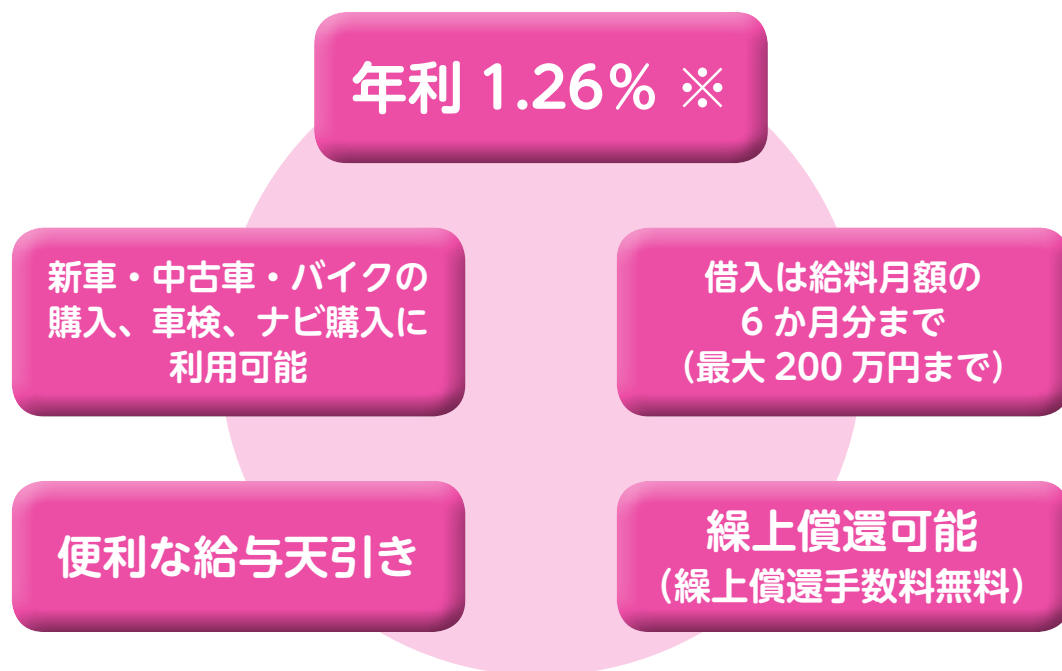 年利 1.26% ※
新車・中古車・バイクの
購入、車検、ナビ購入に
利用可能
借入は給料月額の
6 か月分まで
（最大 200 万円まで）
便利な給与天引き
繰上償還可能
（繰上償還手数料無料）